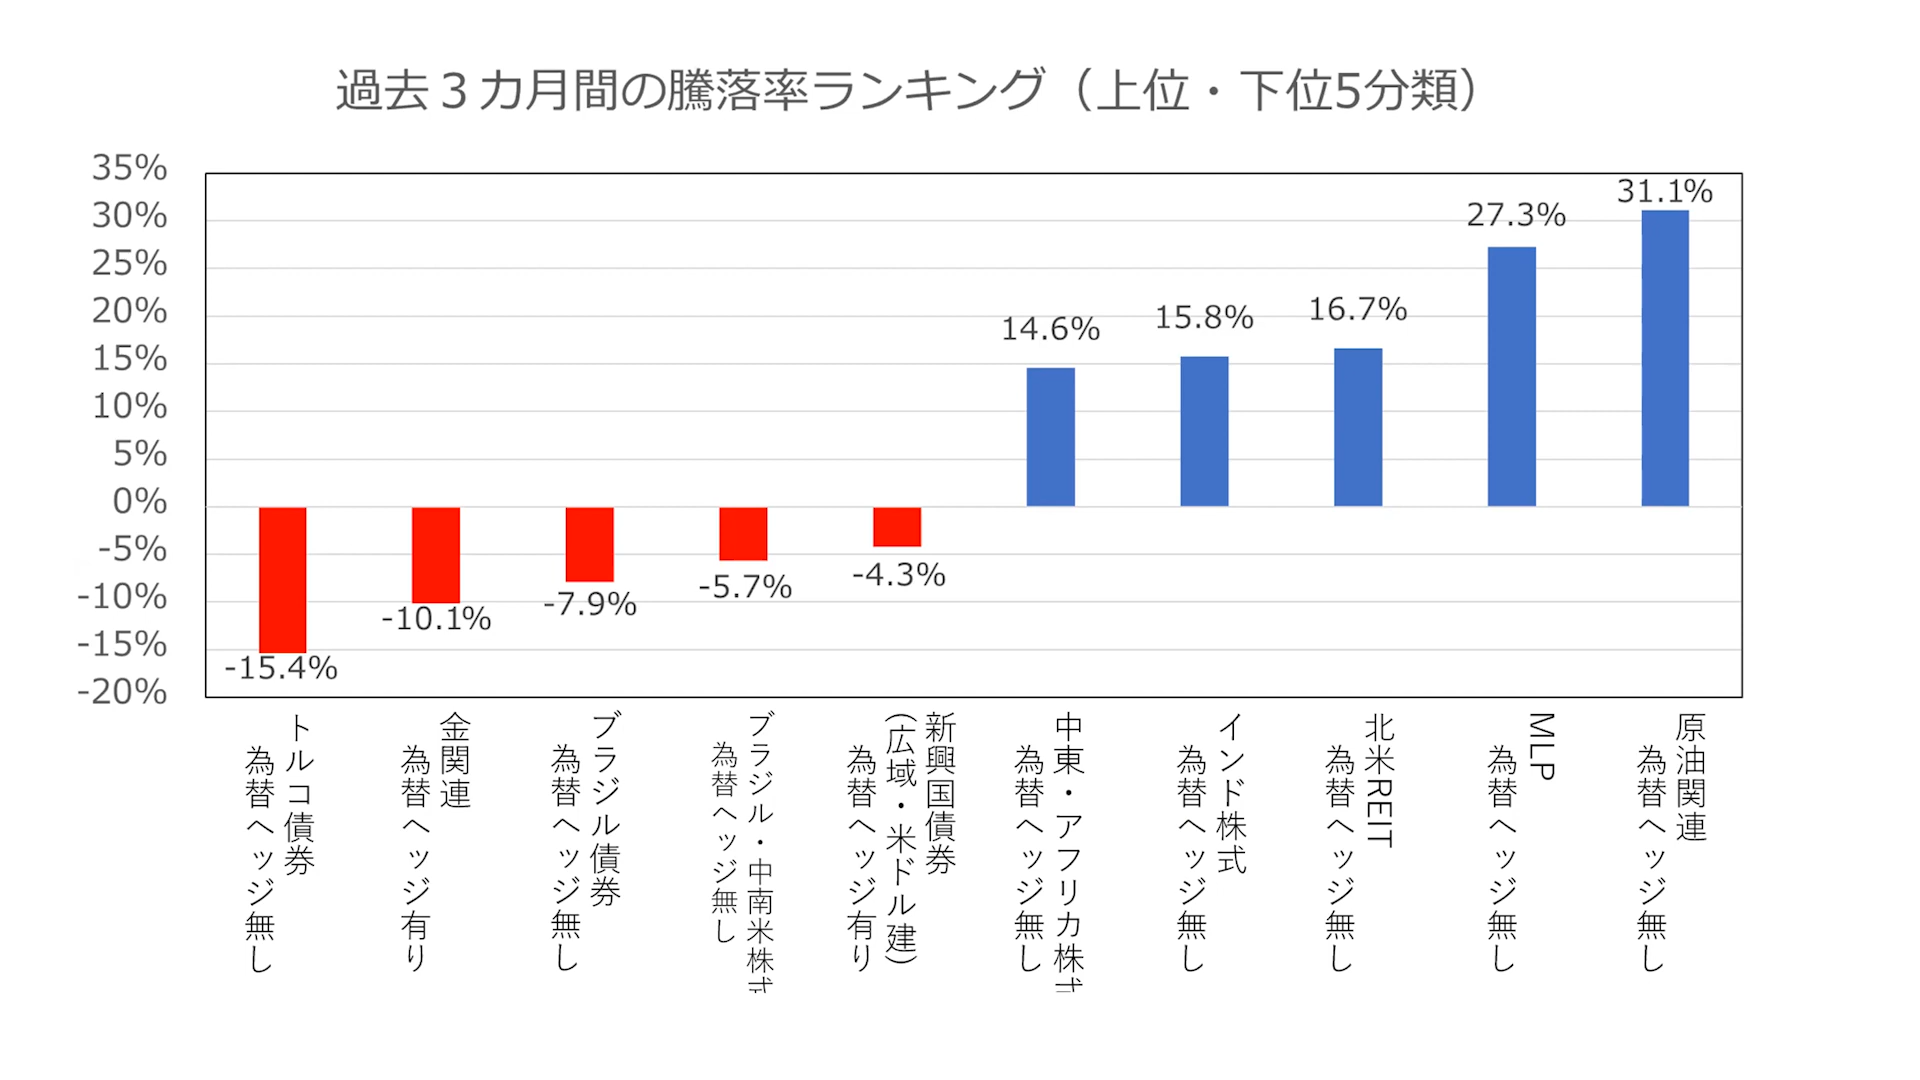 過去３カ月間の騰落率ランキング（上位・下位5分類）
35%
30%
25%
20%
15%
10%
5%
0%
-5%
-10%
-15%
-20%
-15.4%
-10.1%
-7.9%
-5.7%
-4.3%
14.6%
15.8%
16.7%
27.3%
31.1%
トルコ債券
為替ヘッジ無し
金関連
為替ヘッジ有り
ブラジル債券
為替ヘッジ無し
ブラジル・中南米株式
為替ヘッジ無し
新興国債券
(広域・米ドル建)
為替ヘッジ有り
中東・アフリカ株式
為替ヘッジ無し
インド株式
為替ヘッジ無し
北米REIT
為替ヘッジ無し
MLP
為替ヘッジ無し
原油関連
為替ヘッジ無し